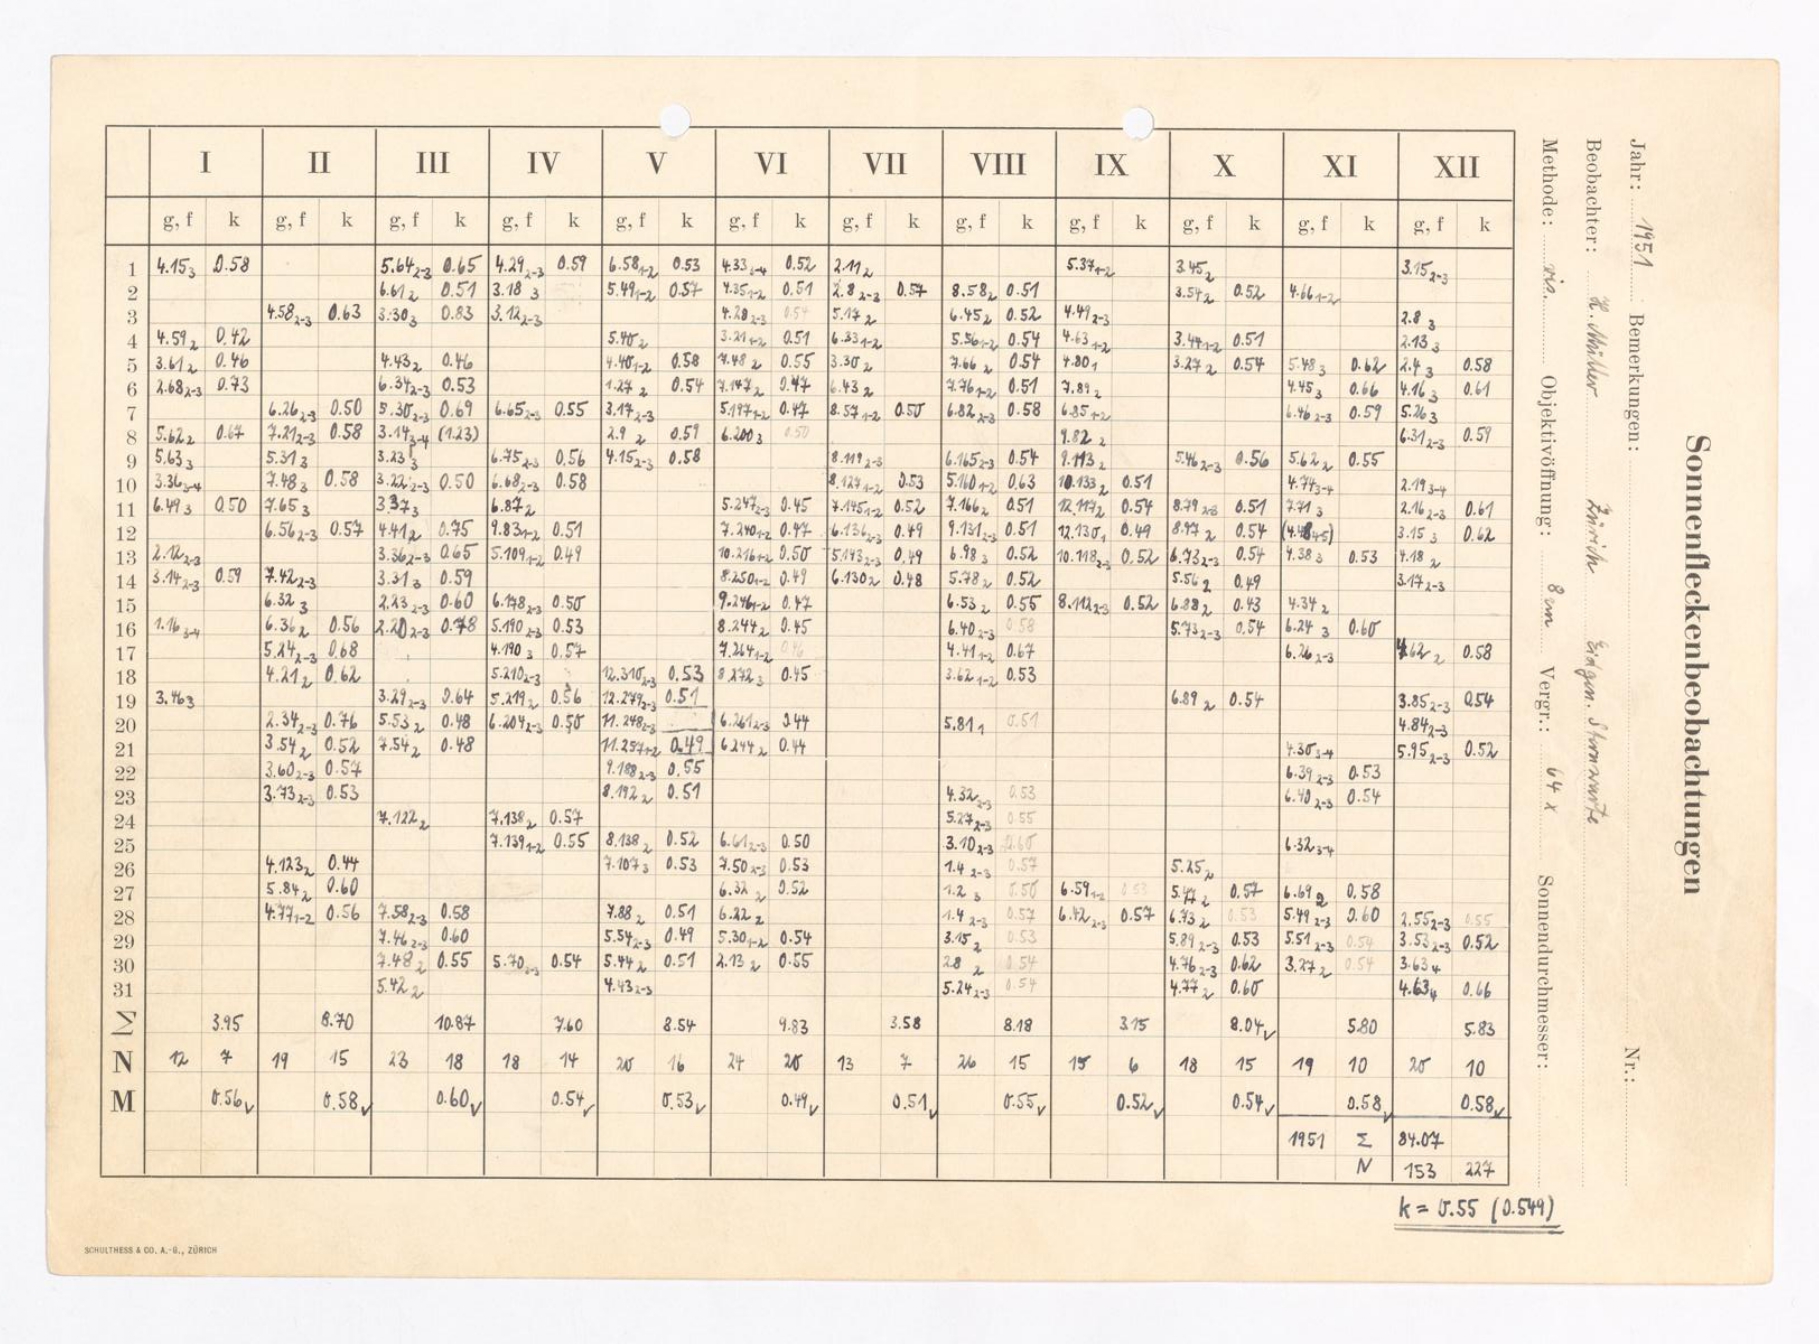 Sonnenfleckenbeobachtungen
Jahr: 1951 Bemerkungen: Nr.:
Beobachter: H. Müller Zürich Eidgen. Sternwarte
Methode: vis. Objektivöffnung: 8 cm Vergr.: 64 x Sonnendurchmesser:
I II III IV V VI VII VIII IX X XI XII
g, f k g, f k g, f k g, f k g, f k g, f k g, f k g, f k g, f k g, f k g, f k g, f k
1 4.15 3 0.58 5.64 2-3 0.65 4.29 2-3 0.59 6.58 1-2 0.53 4.33 3-4 0.52 2.11 2 5.37 1-2 3.45 2 3.15 2-3
2 6.61 2 0.51 3.18 3 5.49 1-2 0.57 4.35 1-2 0.51 2.8 2-3 0.57 8.58 2 0.51 3.54 2 0.52 4.66 1-2
3 4.58 2-3 0.63 3.30 3 0.83 3.12 2-3 4.28 2-3 0.54 5.17 2 6.45 2 0.52 4.49 2-3 2.8 3
4 4.59 2 0.42 5.40 2 3.21 1-2 0.51 6.33 1-2 5.56 1-2 0.54 4.63 1-2 3.44 1-2 0.51 2.13 3
5 3.61 2 0.46 4.43 2 0.46 4.40 1-2 0.58 7.48 2 0.55 3.30 2 7.66 2 0.54 4.80 1 3.27 2 0.54 5.48 3 0.62 2.4 3 0.58
6 2.68 2-3 0.73 6.34 2-3 0.53 1.27 2 0.54 7.147 2 0.47 6.43 2 7.76 1-2 0.51 7.89 2 4.45 3 0.66 4.16 3 0.61
7 6.26 2-3 0.50 5.30 2-3 0.69 6.65 2-3 0.55 3.17 2-3 5.197 1-2 0.47 8.57 1-2 0.50 6.82 2-3 0.58 6.85 1-2 6.46 2-3 0.59 5.26 3
8 5.62 2 0.67 7.21 2-3 0.58 3.14 3-4 (1.23) 2.9 2 0.59 6.200 3 0.50 9.82 2 6.31 2-3 0.59
9 5.63 3 5.31 3 3.23 3 6.75 2-3 0.56 4.15 2-3 0.58 8.119 2-3 6.165 2-3 0.54 9.113 2 5.46 2-3 0.56 5.62 2 0.55
10 3.36 3-4 7.48 3 0.58 3.22 2-3 0.50 6.68 2-3 0.58 8.127 1-2 0.53 5.160 1-2 0.63 10.133 2 0.51 4.74 3-4 2.19 3-4
11 6.49 3 0.50 7.65 3 3.37 3 6.87 2 5.247 2-3 0.45 7.145 1-2 0.52 7.166 2 0.51 12.117 2 0.54 8.79 2-3 0.51 7.71 3 2.16 2-3 0.61
12 6.56 2-3 0.57 4.41 2 0.75 9.83 1-2 0.51 7.240 1-2 0.47 6.136 2-3 0.49 9.131 2-3 0.51 12.130 1 0.49 8.97 2 0.54 3.15 3 0.62
13 2.12 2-3 3.36 2-3 0.65 5.109 1-2 0.49 10.216 1-2 0.50 5.143 2-3 0.49 6.98 3 0.52 10.118 2-3 0.52 6.73 2-3 0.54 4.38 3 0.53 4.18 2
14 3.14 2-3 0.59 7.42 2-3 3.31 3 0.59 8.250 1-2 0.49 6.130 2 0.48 5.78 2 0.52 5.56 2 0.49 3.17 2-3
15 6.32 3 2.23 2-3 0.60 6.178 2-3 0.50 9.246 1-2 0.47 6.53 2 0.55 8.112 2-3 0.52 6.88 2 0.43 4.34 2
16 1.16 3-4 6.36 2 0.56 2.20 2-3 0.78 5.190 2-3 0.53 8.244 2 0.45 6.40 2-3 0.58 5.73 2-3 0.54 6.24 3 0.60
17 5.24 2-3 0.68 4.190 3 0.57 7.264 1-2 0.46 4.41 1-2 0.67 6.26 2-3 4.62 2 0.58
18 4.21 2 0.62 5.210 2-3 12.310 2-3 0.53 8.272 3 0.45 3.62 1-2 0.53
19 3.46 3 3.29 2-3 0.64 5.219 2 0.56 12.279 2-3 0.51 6.89 2 0.54 3.85 2-3 0.54
20 2.34 2-3 0.76 5.53 2 0.48 6.204 2-3 0.50 11.248 2-3 6.261 2-3 0.44 5.81 1 0.51 4.84 2-3
21 3.54 2 0.52 7.54 2 0.48 11.257 1-2 0.49 6.244 2 0.44 4.30 3-4 5.95 2-3 0.52
22 3.60 2-3 0.57 9.188 2-3 0.55 6.39 2-3 0.53
23 3.73 2-3 0.53 8.192 2 0.51 4.32 2-3 0.53 6.40 2-3 0.54
24 7.122 2 7.138 2 0.57 5.27 2-3 0.55
25 7.139 1-2 0.55 8.138 2 0.52 6.61 2-3 0.50 3.10 2-3 0.60 6.32 3-4
26 4.123 2 0.44 7.107 3 0.53 7.50 2-3 0.53 1.4 2-3 0.57 5.25 2
27 5.84 2 0.60 6.32 2 0.52 1.2 3 0.50 6.59 1-2 0.53 0.57 6.69 2 0.58
28 4.77 1-2 0.56 7.58 2-3 0.58 7.88 2 0.51 6.22 2 1.4 2-3 0.57 6.42 2-3 0.57 6.73 2 0.53 5.49 2-3 0.60 2.55 2-3 0.55
29 7.46 2-3 0.60 5.54 2-3 0.49 5.30 1-2 0.54 3.15 2 0.53 5.89 2-3 0.53 5.51 2-3 0.54 3.53 2-3 0.52
30 7.48 2 0.55 5.70 2-3 0.54 5.44 2 0.51 2.13 2 0.55 2.8 2 0.54 4.76 2-3 0.62 3.27 2 0.54 3.63 4
31 5.42 2 4.43 2-3 5.24 2-3 0.54 4.77 2 0.60 4.63 4 0.66
Σ 3.95 8.70 10.87 7.60 8.54 9.83 3.58 8.18 3.15 8.04✓ 5.80 5.83
N 12 7 19 15 23 18 18 14 20 16 24 20 13 7 26 15 15 6 18 15 19 10 20 10
M 0.56✓ 0.58✓ 0.60✓ 0.54✓ 0.53✓ 0.49✓ 0.51✓ 0.55✓ 0.52✓ 0.54✓ 0.58✓ 0.58✓
1951 Σ 84.07
N 153 227
k = 0.55 (0.549)
SCHULTHESS & CO. A.-G., ZÜRICH